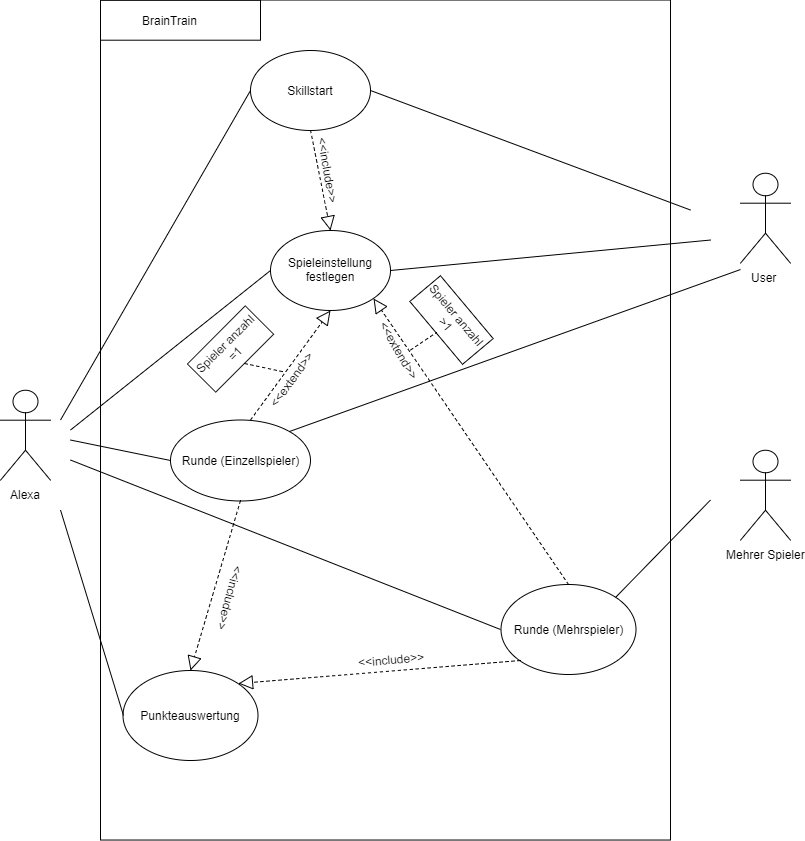 BrainTrain
Skillstart
<<include>>
Spieleinstellung
festlegen
User
Spieler anzahl
=1
Spieler anzahl
>1
<<extend>>
<<extend>>
Alexa
Runde (Einzellspieler)
Mehrer Spieler
<<include>>
Runde (Mehrspieler)
<<include>>
Punkteauswertung